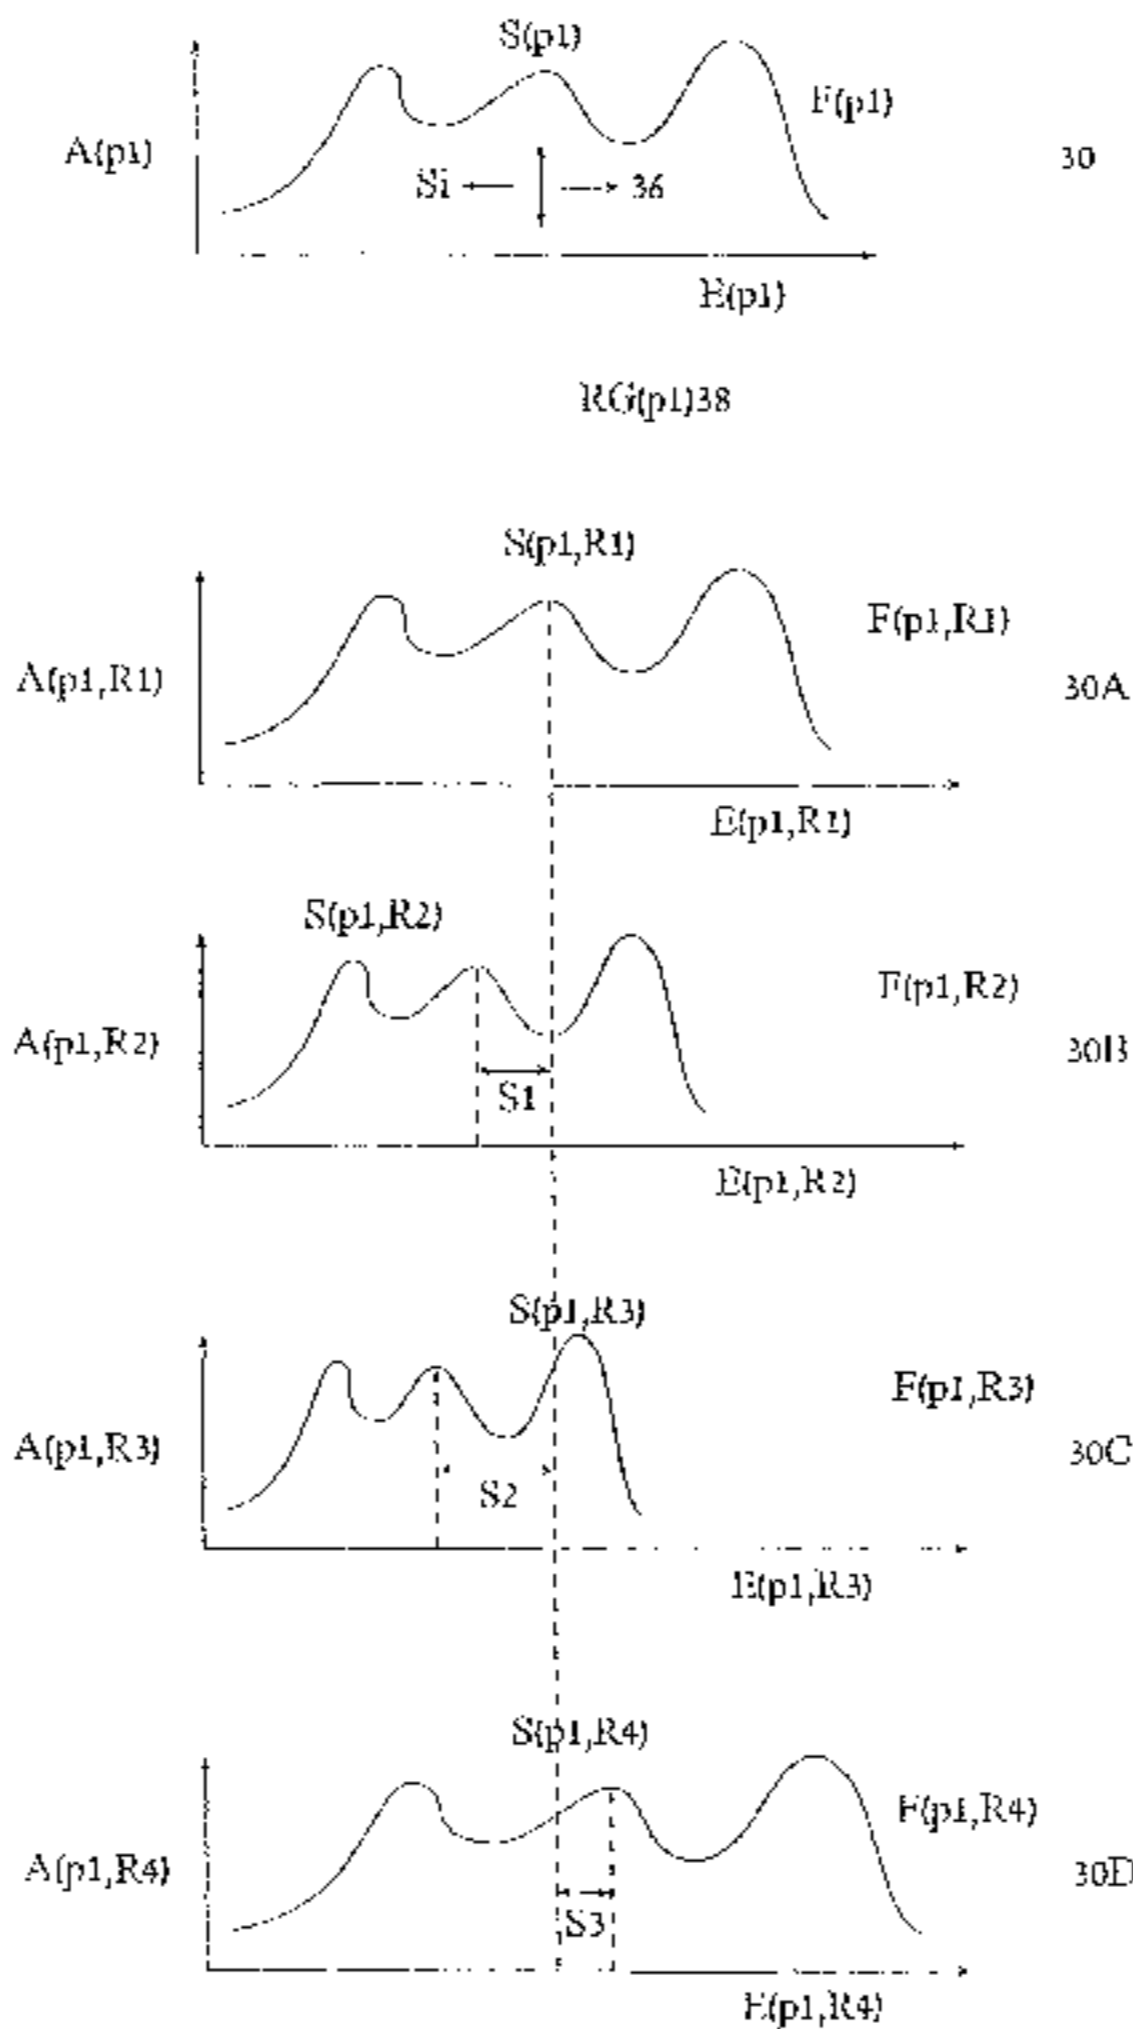 S(p1)
F(p1)
A(p1)
30
Si
36
E(p1)
RG(p1)38
S(p1,R1)
F(p1,R1)
A(p1,R1)
30A
E(p1,R1)
S(p1,R2)
F(p1,R2)
A(p1,R2)
30B
S1
E(p1,R2)
S(p1,R3)
F(p1,R3)
A(p1,R3)
30C
S2
E(p1,R3)
S(p1,R4)
F(p1,R4)
A(p1,R4)
30D
S3
E(p1,R4)